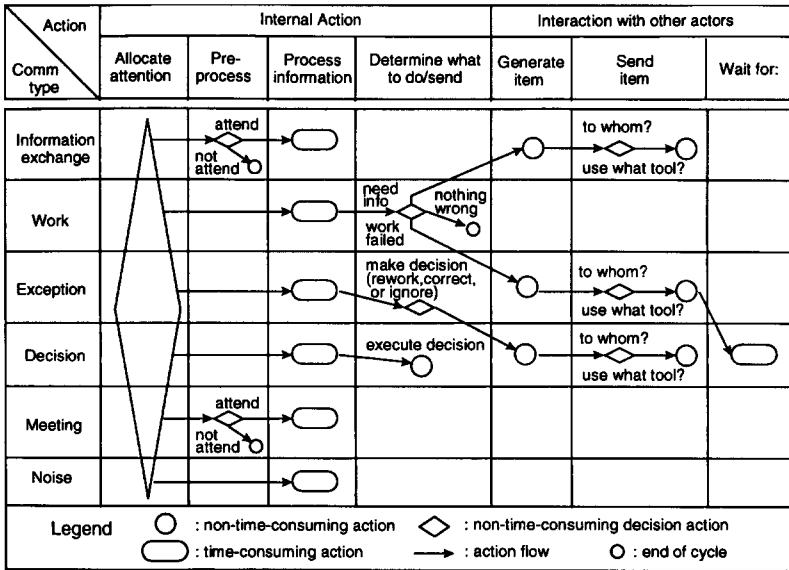 Action
Comm
type
Internal Action
Interaction with other actors
Allocate
attention
Pre-
process
Process
information
Determine what
to do/send
Generate
item
Send
item
Wait for:
Information
exchange
attend
not
attend
to whom?
use what tool?
Work
need
info
nothing
wrong
work
failed
Exception
make decision
(rework,correct,
or ignore)
to whom?
use what tool?
Decision
execute decision
to whom?
use what tool?
Meeting
attend
not
attend
Noise
Legend
: non-time-consuming action
: non-time-consuming decision action
: time-consuming action
: action flow
: end of cycle